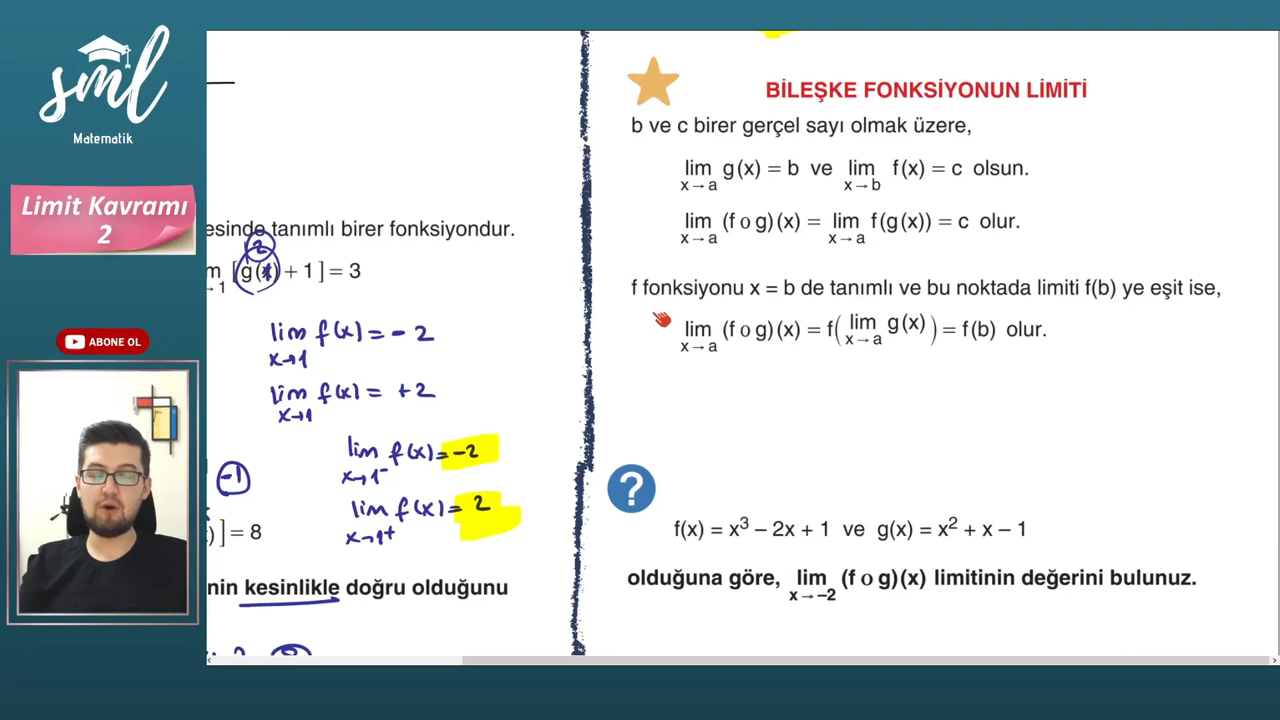 sml
Matematik
Limit Kavramı
2
ABONE OL
esinde tanımlı birer fonksiyondur.
2
[g(x) + 1] = 3
→1
lim f(x) = - 2
x→1
lim f(x) = +2
x→1
lim f(x) = -2
x→1⁻
lim f(x) = 2
x→1⁺
-1
)] = 8
nin kesinlikle doğru olduğunu
BİLEŞKE FONKSİYONUN LİMİTİ
b ve c birer gerçel sayı olmak üzere,
lim g(x) = b ve lim f(x) = c olsun.
x→a x→b
lim (f o g)(x) = lim f(g(x)) = c olur.
x→a x→a
f fonksiyonu x = b de tanımlı ve bu noktada limiti f(b) ye eşit ise,
lim (f o g)(x) = f(lim g(x)) = f(b) olur.
x→a x→a
?
f(x) = x³ – 2x + 1 ve g(x) = x² + x – 1
olduğuna göre, lim (f o g)(x) limitinin değerini bulunuz.
x→–2